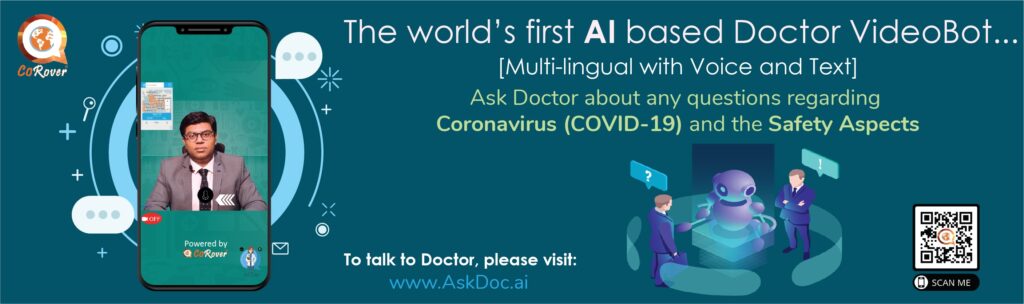 CoRover
The world's first AI based Doctor VideoBot...
[Multi-lingual with Voice and Text]
Ask Doctor about any questions regarding
Coronavirus (COVID-19) and the Safety Aspects
?
!
OFF
Powered by
CoRover
To talk to Doctor, please visit:
www.AskDoc.ai
SCAN ME